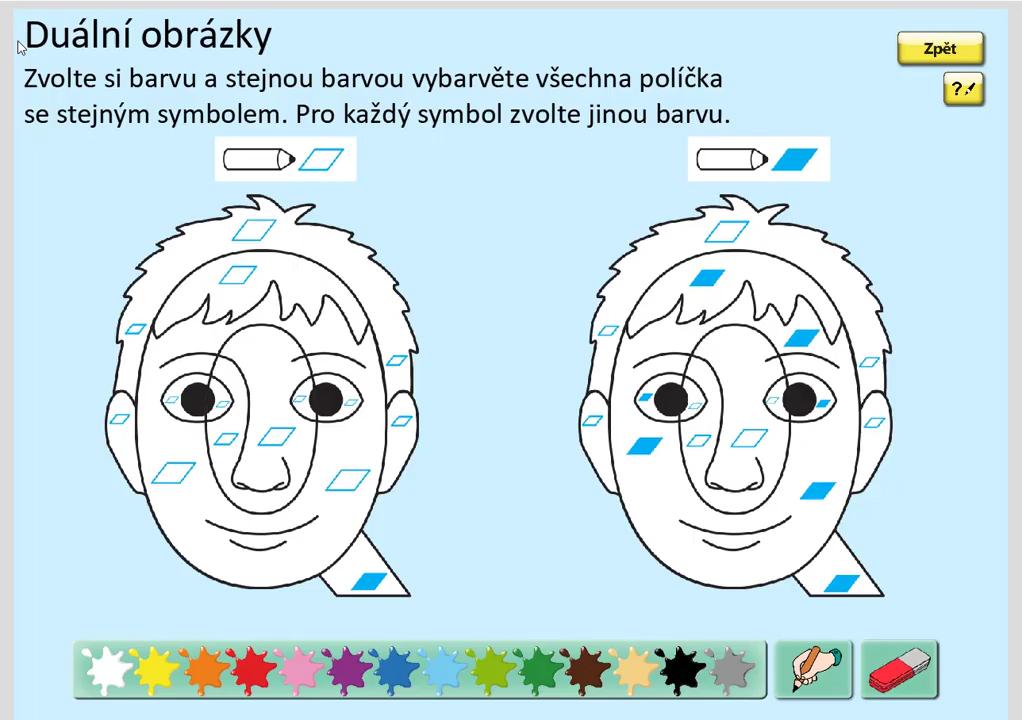 Duální obrázky
Zpět
Zvolte si barvu a stejnou barvou vybarvěte všechna políčka
?
se stejným symbolem. Pro každý symbol zvolte jinou barvu.